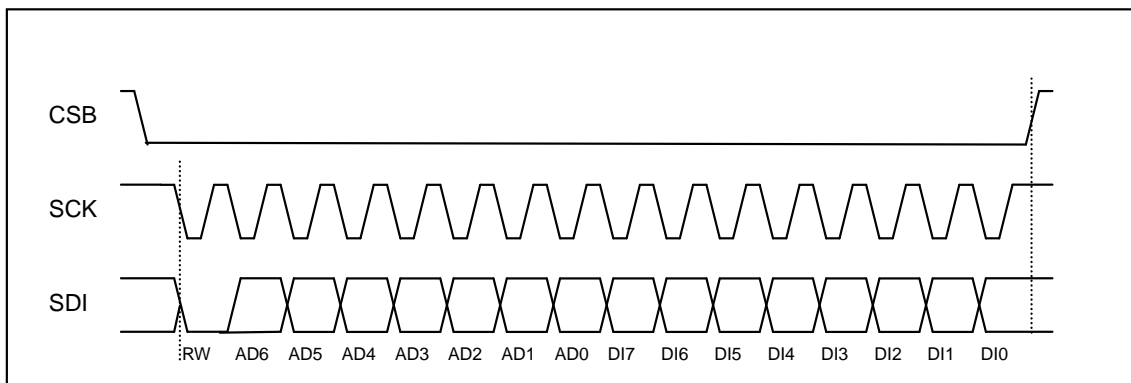 CSB
SCK
SDI
RW AD6 AD5 AD4 AD3 AD2 AD1 AD0 DI7 DI6 DI5 DI4 DI3 DI2 DI1 DI0